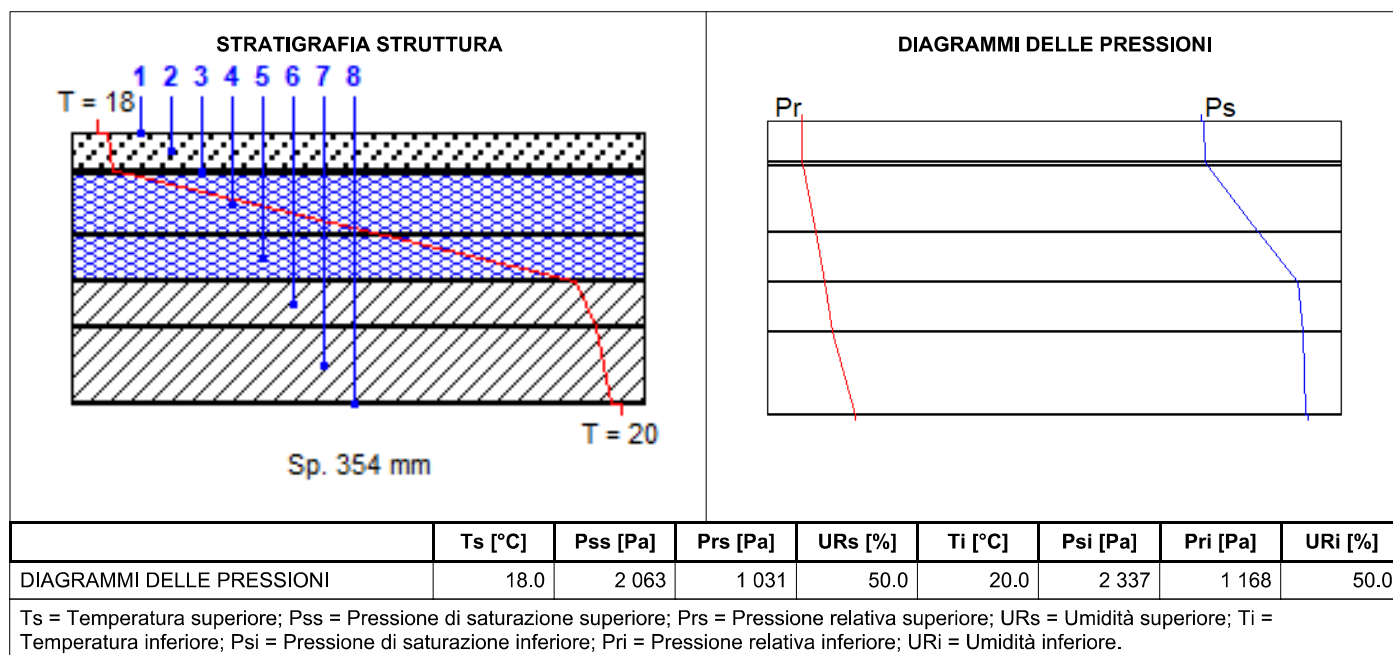 STRATIGRAFIA STRUTTURA
1 2 3 4 5 6 7 8
T = 18
T = 20
Sp. 354 mm
DIAGRAMMI DELLE PRESSIONI
Pr Ps
Ts [°C] Pss [Pa] Prs [Pa] URs [%] Ti [°C] Psi [Pa] Pri [Pa] URi [%]
DIAGRAMMI DELLE PRESSIONI 18.0 2 063 1 031 50.0 20.0 2 337 1 168 50.0
Ts = Temperatura superiore; Pss = Pressione di saturazione superiore; Prs = Pressione relativa superiore; URs = Umidità superiore; Ti =
Temperatura inferiore; Psi = Pressione di saturazione inferiore; Pri = Pressione relativa inferiore; URi = Umidità inferiore.